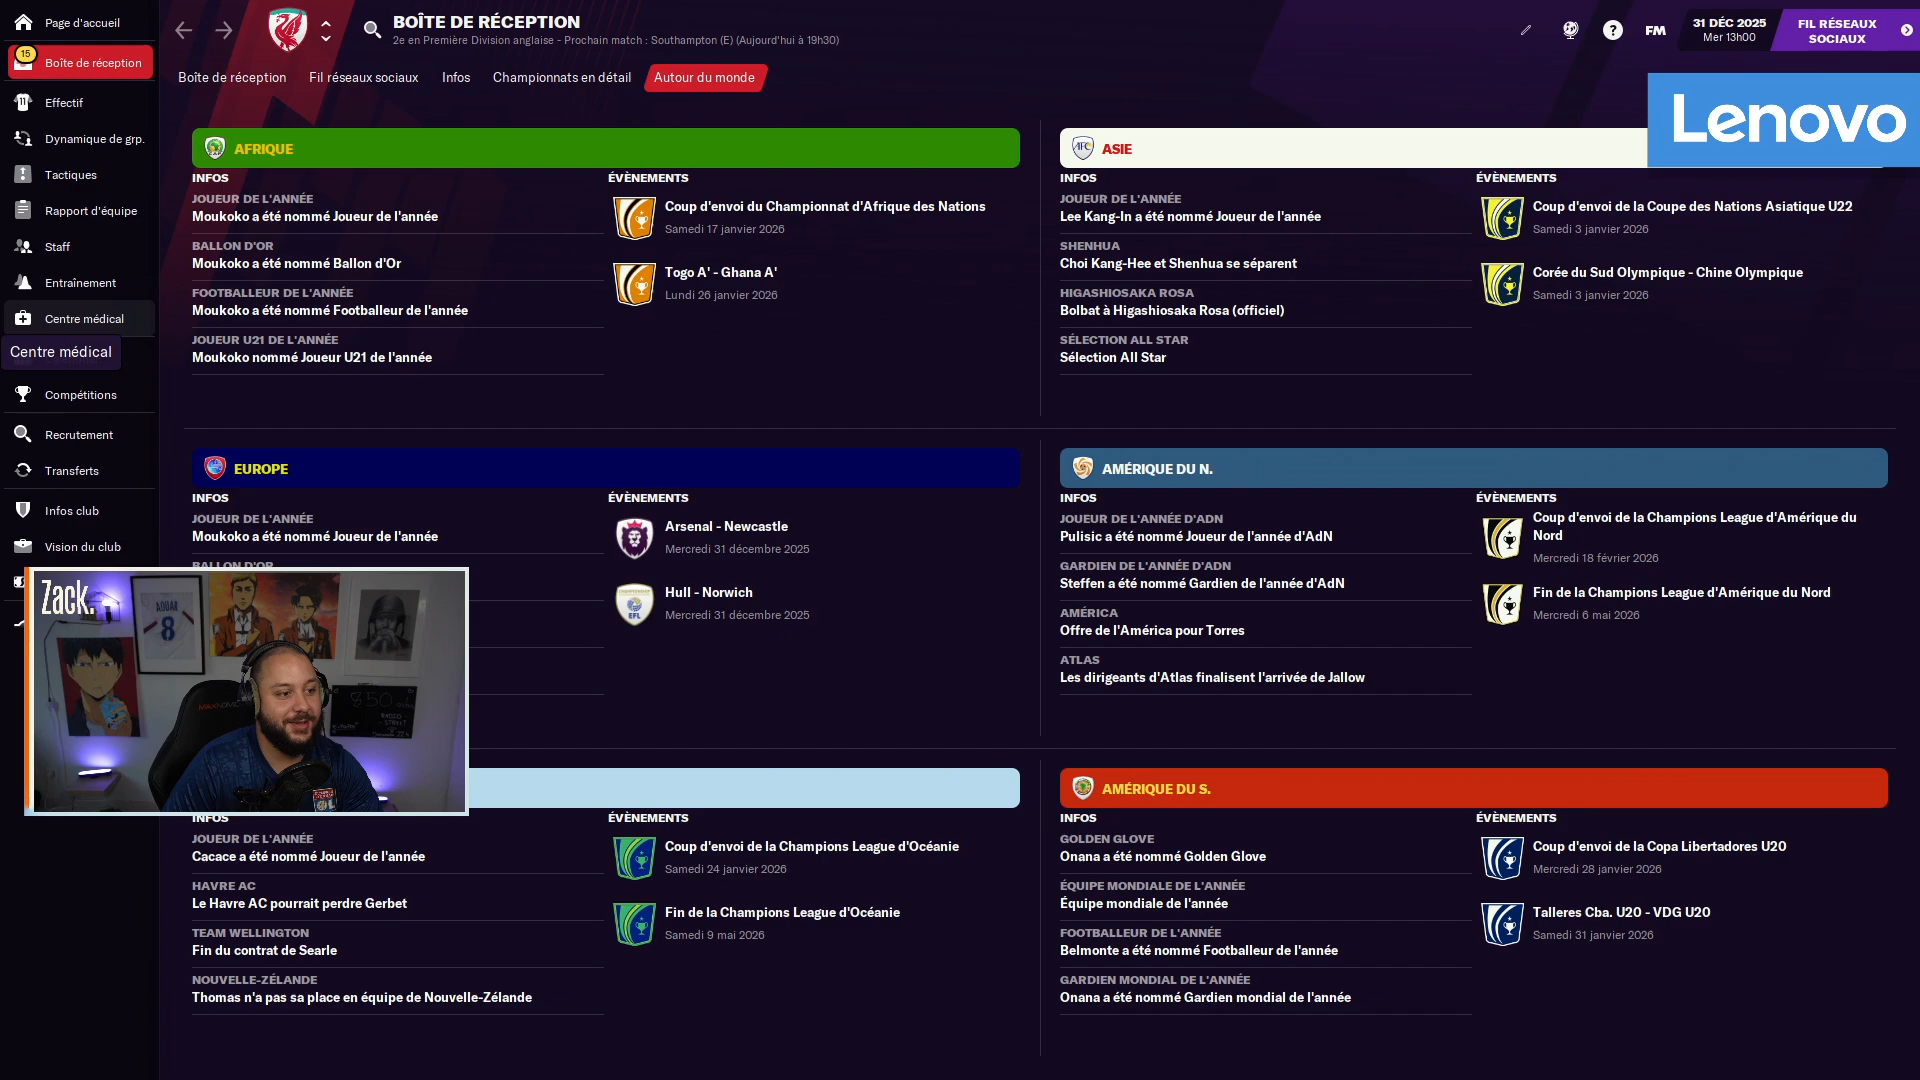 Page d'accueil
15
Boîte de réception
Effectif
Dynamique de grp.
Tactiques
Rapport d'équipe
Staff
Entraînement
Centre médical
Centre médical
Compétitions
Recrutement
Transferts
Infos club
Vision du club
BOÎTE DE RÉCEPTION
2e en Première Division anglaise - Prochain match : Southampton (E) (Aujourd'hui à 19h30)
?
FM
31 DÉC 2025
Mer 13h00
FIL RÉSEAUX
SOCIAUX
Boîte de réception
Fil réseaux sociaux
Infos
Championnats en détail
Autour du monde
Lenovo
AFRIQUE
INFOS
JOUEUR DE L'ANNÉE
Moukoko a été nommé Joueur de l'année
BALLON D'OR
Moukoko a été nommé Ballon d'Or
FOOTBALLEUR DE L'ANNÉE
Moukoko a été nommé Footballeur de l'année
JOUEUR U21 DE L'ANNÉE
Moukoko nommé Joueur U21 de l'année
ÉVÈNEMENTS
Coup d'envoi du Championnat d'Afrique des Nations
Samedi 17 janvier 2026
Togo A' - Ghana A'
Lundi 26 janvier 2026
AFC
ASIE
INFOS
JOUEUR DE L'ANNÉE
Lee Kang-In a été nommé Joueur de l'année
SHENHUA
Choi Kang-Hee et Shenhua se séparent
HIGASHIOSAKA ROSA
Bolbat à Higashiosaka Rosa (officiel)
SÉLECTION ALL STAR
Sélection All Star
ÉVÈNEMENTS
Coup d'envoi de la Coupe des Nations Asiatique U22
Samedi 3 janvier 2026
Corée du Sud Olympique - Chine Olympique
Samedi 3 janvier 2026
EUROPE
INFOS
JOUEUR DE L'ANNÉE
Moukoko a été nommé Joueur de l'année
BALLON D'OR
ÉVÈNEMENTS
Arsenal - Newcastle
Mercredi 31 décembre 2025
EFL
Hull - Norwich
Mercredi 31 décembre 2025
AMÉRIQUE DU N.
INFOS
JOUEUR DE L'ANNÉE D'ADN
Pulisic a été nommé Joueur de l'année d'AdN
GARDIEN DE L'ANNÉE D'ADN
Steffen a été nommé Gardien de l'année d'AdN
AMÉRICA
Offre de l'América pour Torres
ATLAS
Les dirigeants d'Atlas finalisent l'arrivée de Jallow
ÉVÈNEMENTS
Coup d'envoi de la Champions League d'Amérique du
Nord
Mercredi 18 février 2026
Fin de la Champions League d'Amérique du Nord
Mercredi 6 mai 2026
Zack.
AOUAR
8
850
OL
INFOS
JOUEUR DE L'ANNÉE
Cacace a été nommé Joueur de l'année
HAVRE AC
Le Havre AC pourrait perdre Gerbet
TEAM WELLINGTON
Fin du contrat de Searle
NOUVELLE-ZÉLANDE
Thomas n'a pas sa place en équipe de Nouvelle-Zélande
ÉVÈNEMENTS
Coup d'envoi de la Champions League d'Océanie
Samedi 24 janvier 2026
Fin de la Champions League d'Océanie
Samedi 9 mai 2026
AMÉRIQUE DU S.
INFOS
GOLDEN GLOVE
Onana a été nommé Golden Glove
ÉQUIPE MONDIALE DE L'ANNÉE
Équipe mondiale de l'année
FOOTBALLEUR DE L'ANNÉE
Belmonte a été nommé Footballeur de l'année
GARDIEN MONDIAL DE L'ANNÉE
Onana a été nommé Gardien mondial de l'année
ÉVÈNEMENTS
Coup d'envoi de la Copa Libertadores U20
Mercredi 28 janvier 2026
Talleres Cba. U20 - VDG U20
Samedi 31 janvier 2026